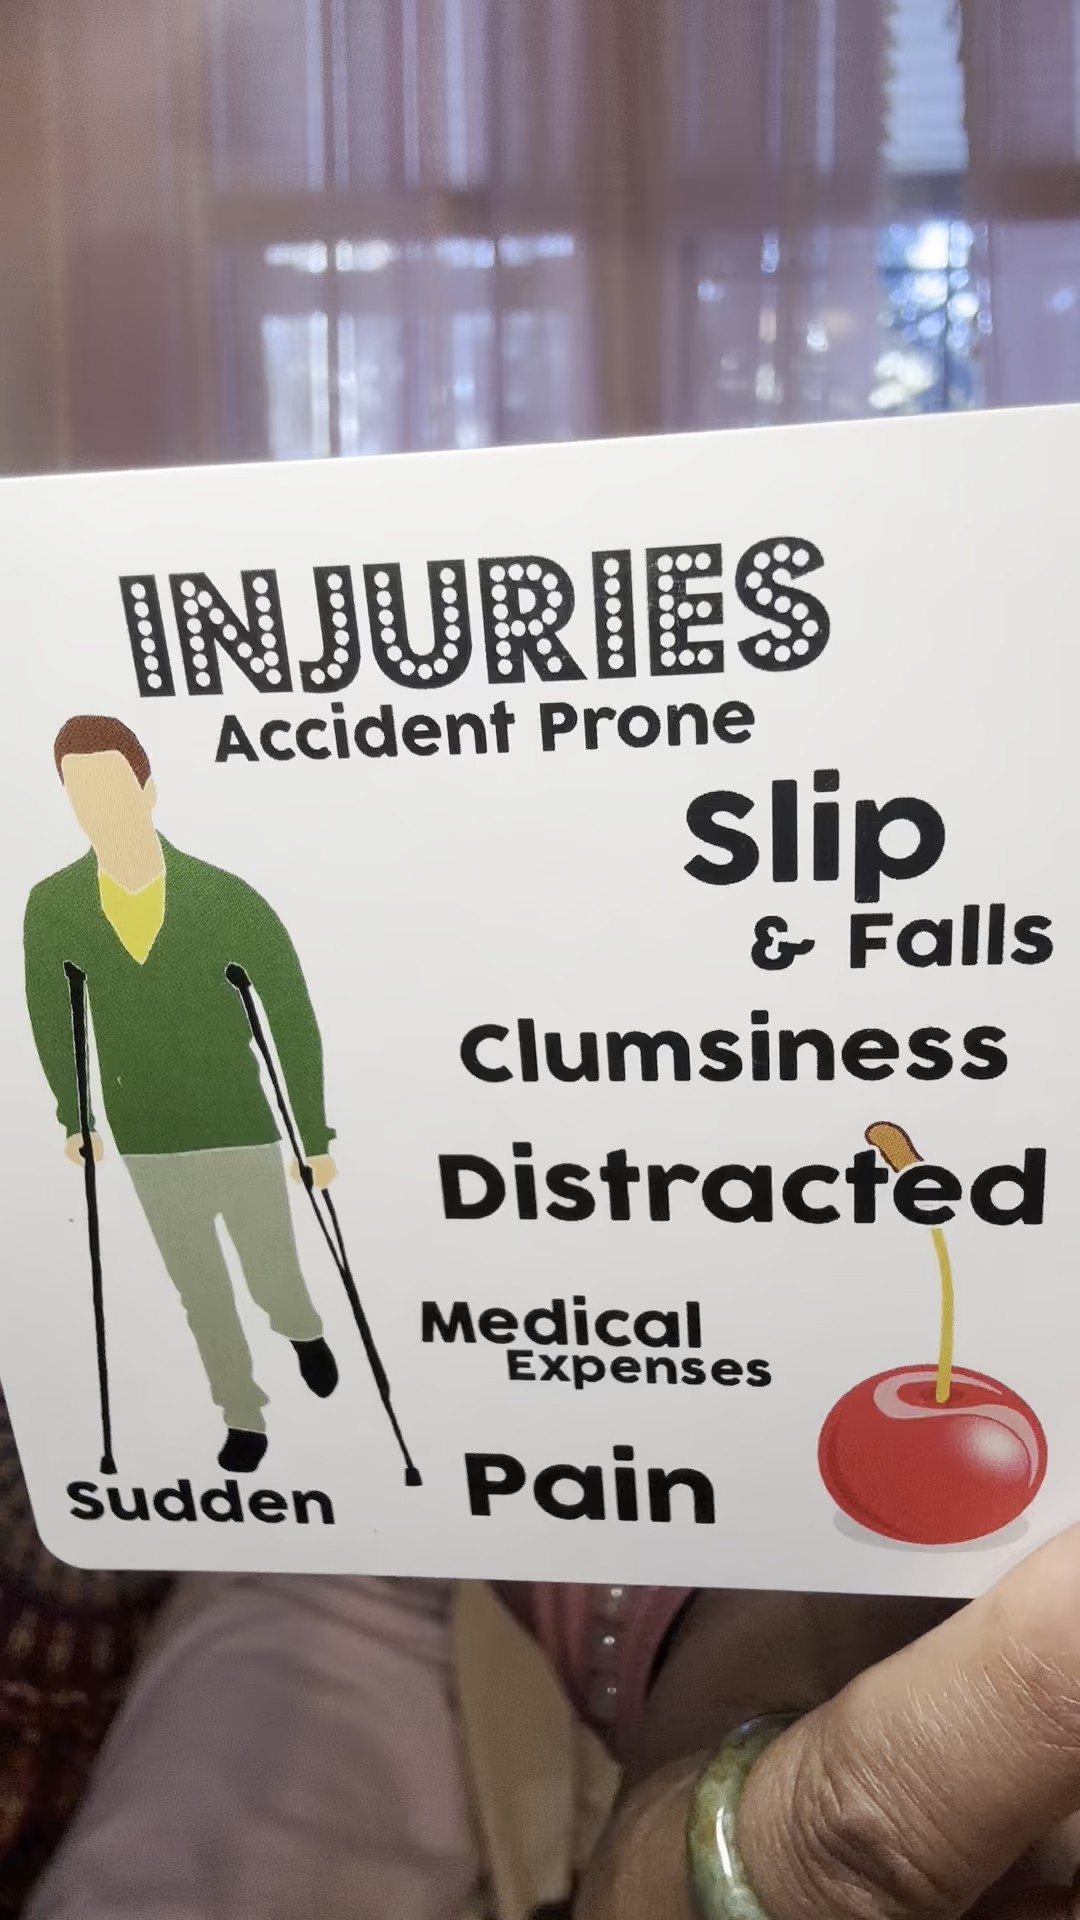 INJURIES
Accident Prone
Slip
& Falls
Clumsiness
Distracted
Medical
Expenses
Sudden
Pain